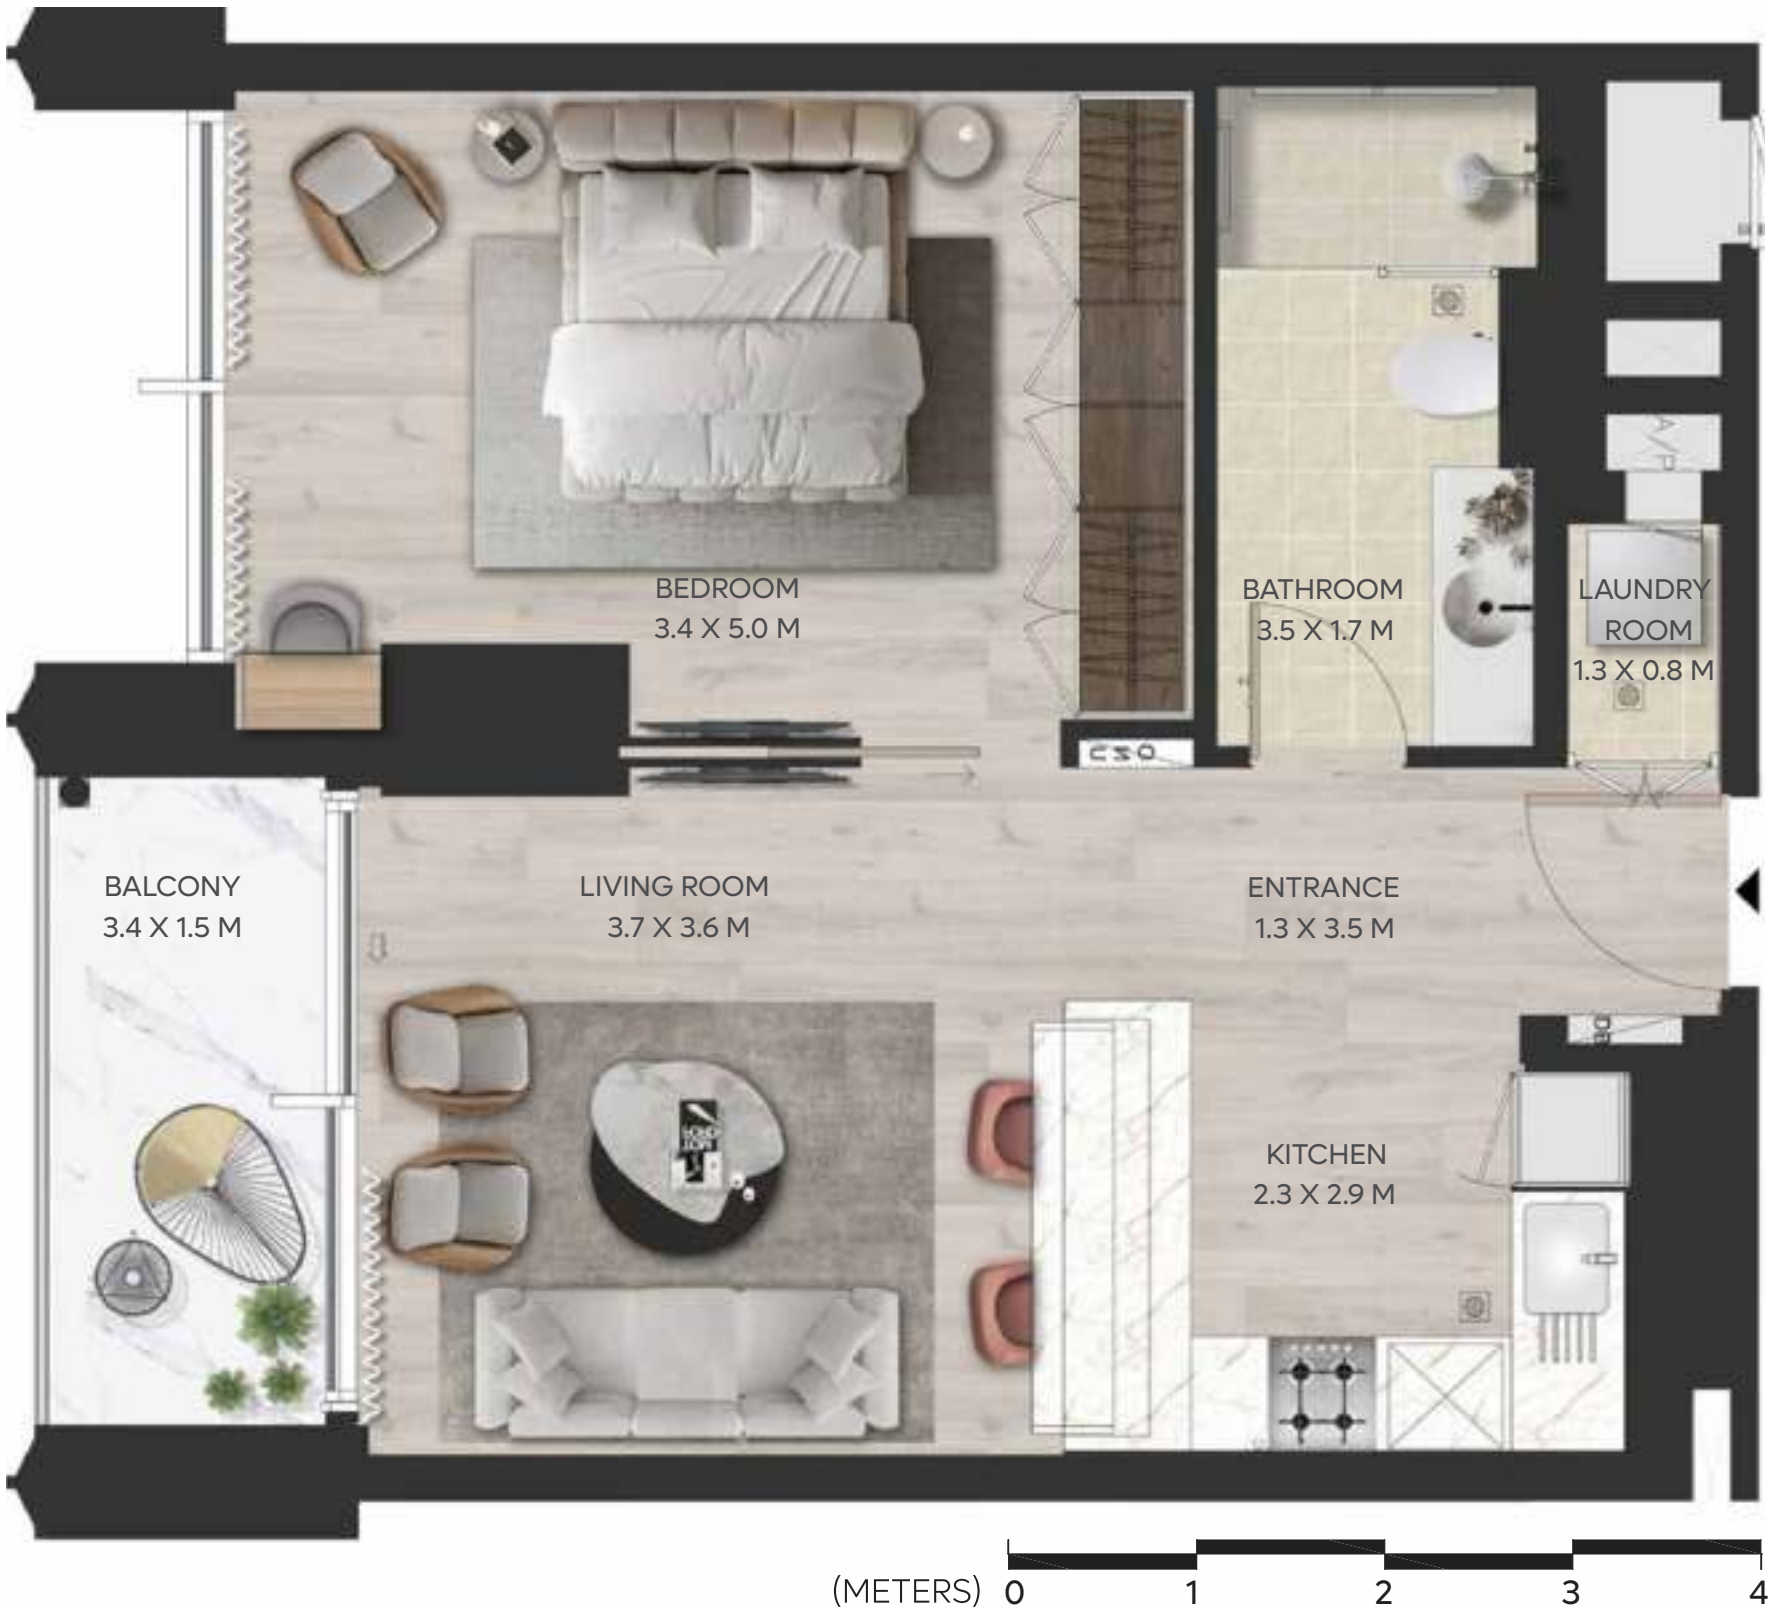 BEDROOM
3.4 X 5.0 M
BATHROOM
3.5 X 1.7 M
LAUNDRY
ROOM
1.3 X 0.8 M
BALCONY
3.4 X 1.5 M
LIVING ROOM
3.7 X 3.6 M
ENTRANCE
1.3 X 3.5 M
KITCHEN
2.3 X 2.9 M
(METERS) 0 1 2 3 4